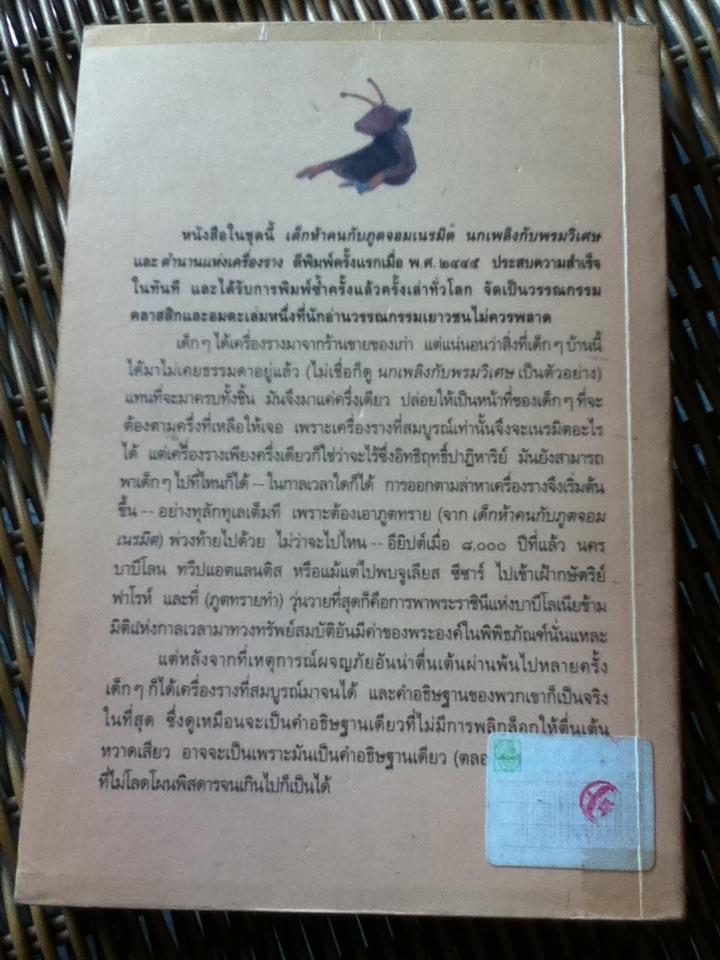 หนังสือในชุดนี้ เด็กห้าคนกับภูตจอมเนรมิต นกเพลิงกับพรมวิเศษ
และ ตำนานแห่งเครื่องราง ตีพิมพ์ครั้งแรกเมื่อ พ.ศ.๒๔๔๕ ประสบความสำเร็จ
ในทันที และได้รับการพิมพ์ซ้ำครั้งแล้วครั้งเล่าทั่วโลก จัดเป็นวรรณกรรม
คลาสสิกและอมตะเล่มหนึ่งที่นักอ่านวรรณกรรมเยาวชนไม่ควรพลาด
เด็กๆ ได้เครื่องรางมาจากร้านขายของเก่า แต่แน่นอนว่าสิ่งที่เด็กๆ บ้านนี้
ได้มาไม่เคยธรรมดาอยู่แล้ว (ไม่เชื่อก็ดู นกเพลิงกับพรมวิเศษ เป็นตัวอย่าง)
แทนที่จะมาครบทั้งชิ้น มันจึงมาแค่ครึ่งเดียว ปล่อยให้เป็นหน้าที่ของเด็กๆ ที่จะ
ต้องตามครึ่งที่เหลือให้เจอ เพราะเครื่องรางที่สมบูรณ์เท่านั้นจึงจะเนรมิตอะไร
ได้ แต่เครื่องรางเพียงครึ่งเดียวก็ใช่ว่าจะไร้ซึ่งอิทธิฤทธิ์ปาฏิหาริย์ มันยังสามารถ
พาเด็กๆ ไปที่ไหนก็ได้ -- ในกาลเวลาใดก็ได้ การออกตามล่าหาเครื่องรางจึงเริ่มต้น
ขึ้น -- อย่างทุลักทุเลเต็มที เพราะต้องเอาภูตทราย (จาก เด็กห้าคนกับภูตจอม
เนรมิต) พ่วงท้ายไปด้วย ไม่ว่าจะไปไหน -- อียิปต์เมื่อ ๘,๐๐๐ ปีที่แล้ว นคร
บาบิโลน ทวีปแอตแลนติส หรือแม้แต่ไปพบจูเลียส ซีซาร์ ไปเข้าเฝ้ากษัตริย์
ฟาโรห์ และที่ (ภูตทรายทำ) วุ่นวายที่สุดก็คือการพาพระราชินีแห่งบาบิโลเนียข้าม
มิติแห่งกาลเวลามาทวงทรัพย์สมบัติอันมีค่าของพระองค์ในพิพิธภัณฑ์นั่นแหละ
แต่หลังจากที่เหตุการณ์ผจญภัยอันน่าตื่นเต้นผ่านพ้นไปหลายครั้ง
เด็กๆ ก็ได้เครื่องรางที่สมบูรณ์มาจนได้ และคำอธิษฐานของพวกเขาก็เป็นจริง
ในที่สุด ซึ่งดูเหมือนจะเป็นคำอธิษฐานเดียวที่ไม่มีการพลิกล็อกให้ตื่นเต้น
หวาดเสียว อาจจะเป็นเพราะมันเป็นคำอธิษฐานเดียว (ตลอ
ที่ไม่โลดโผนพิสดารจนเกินไปก็เป็นได้